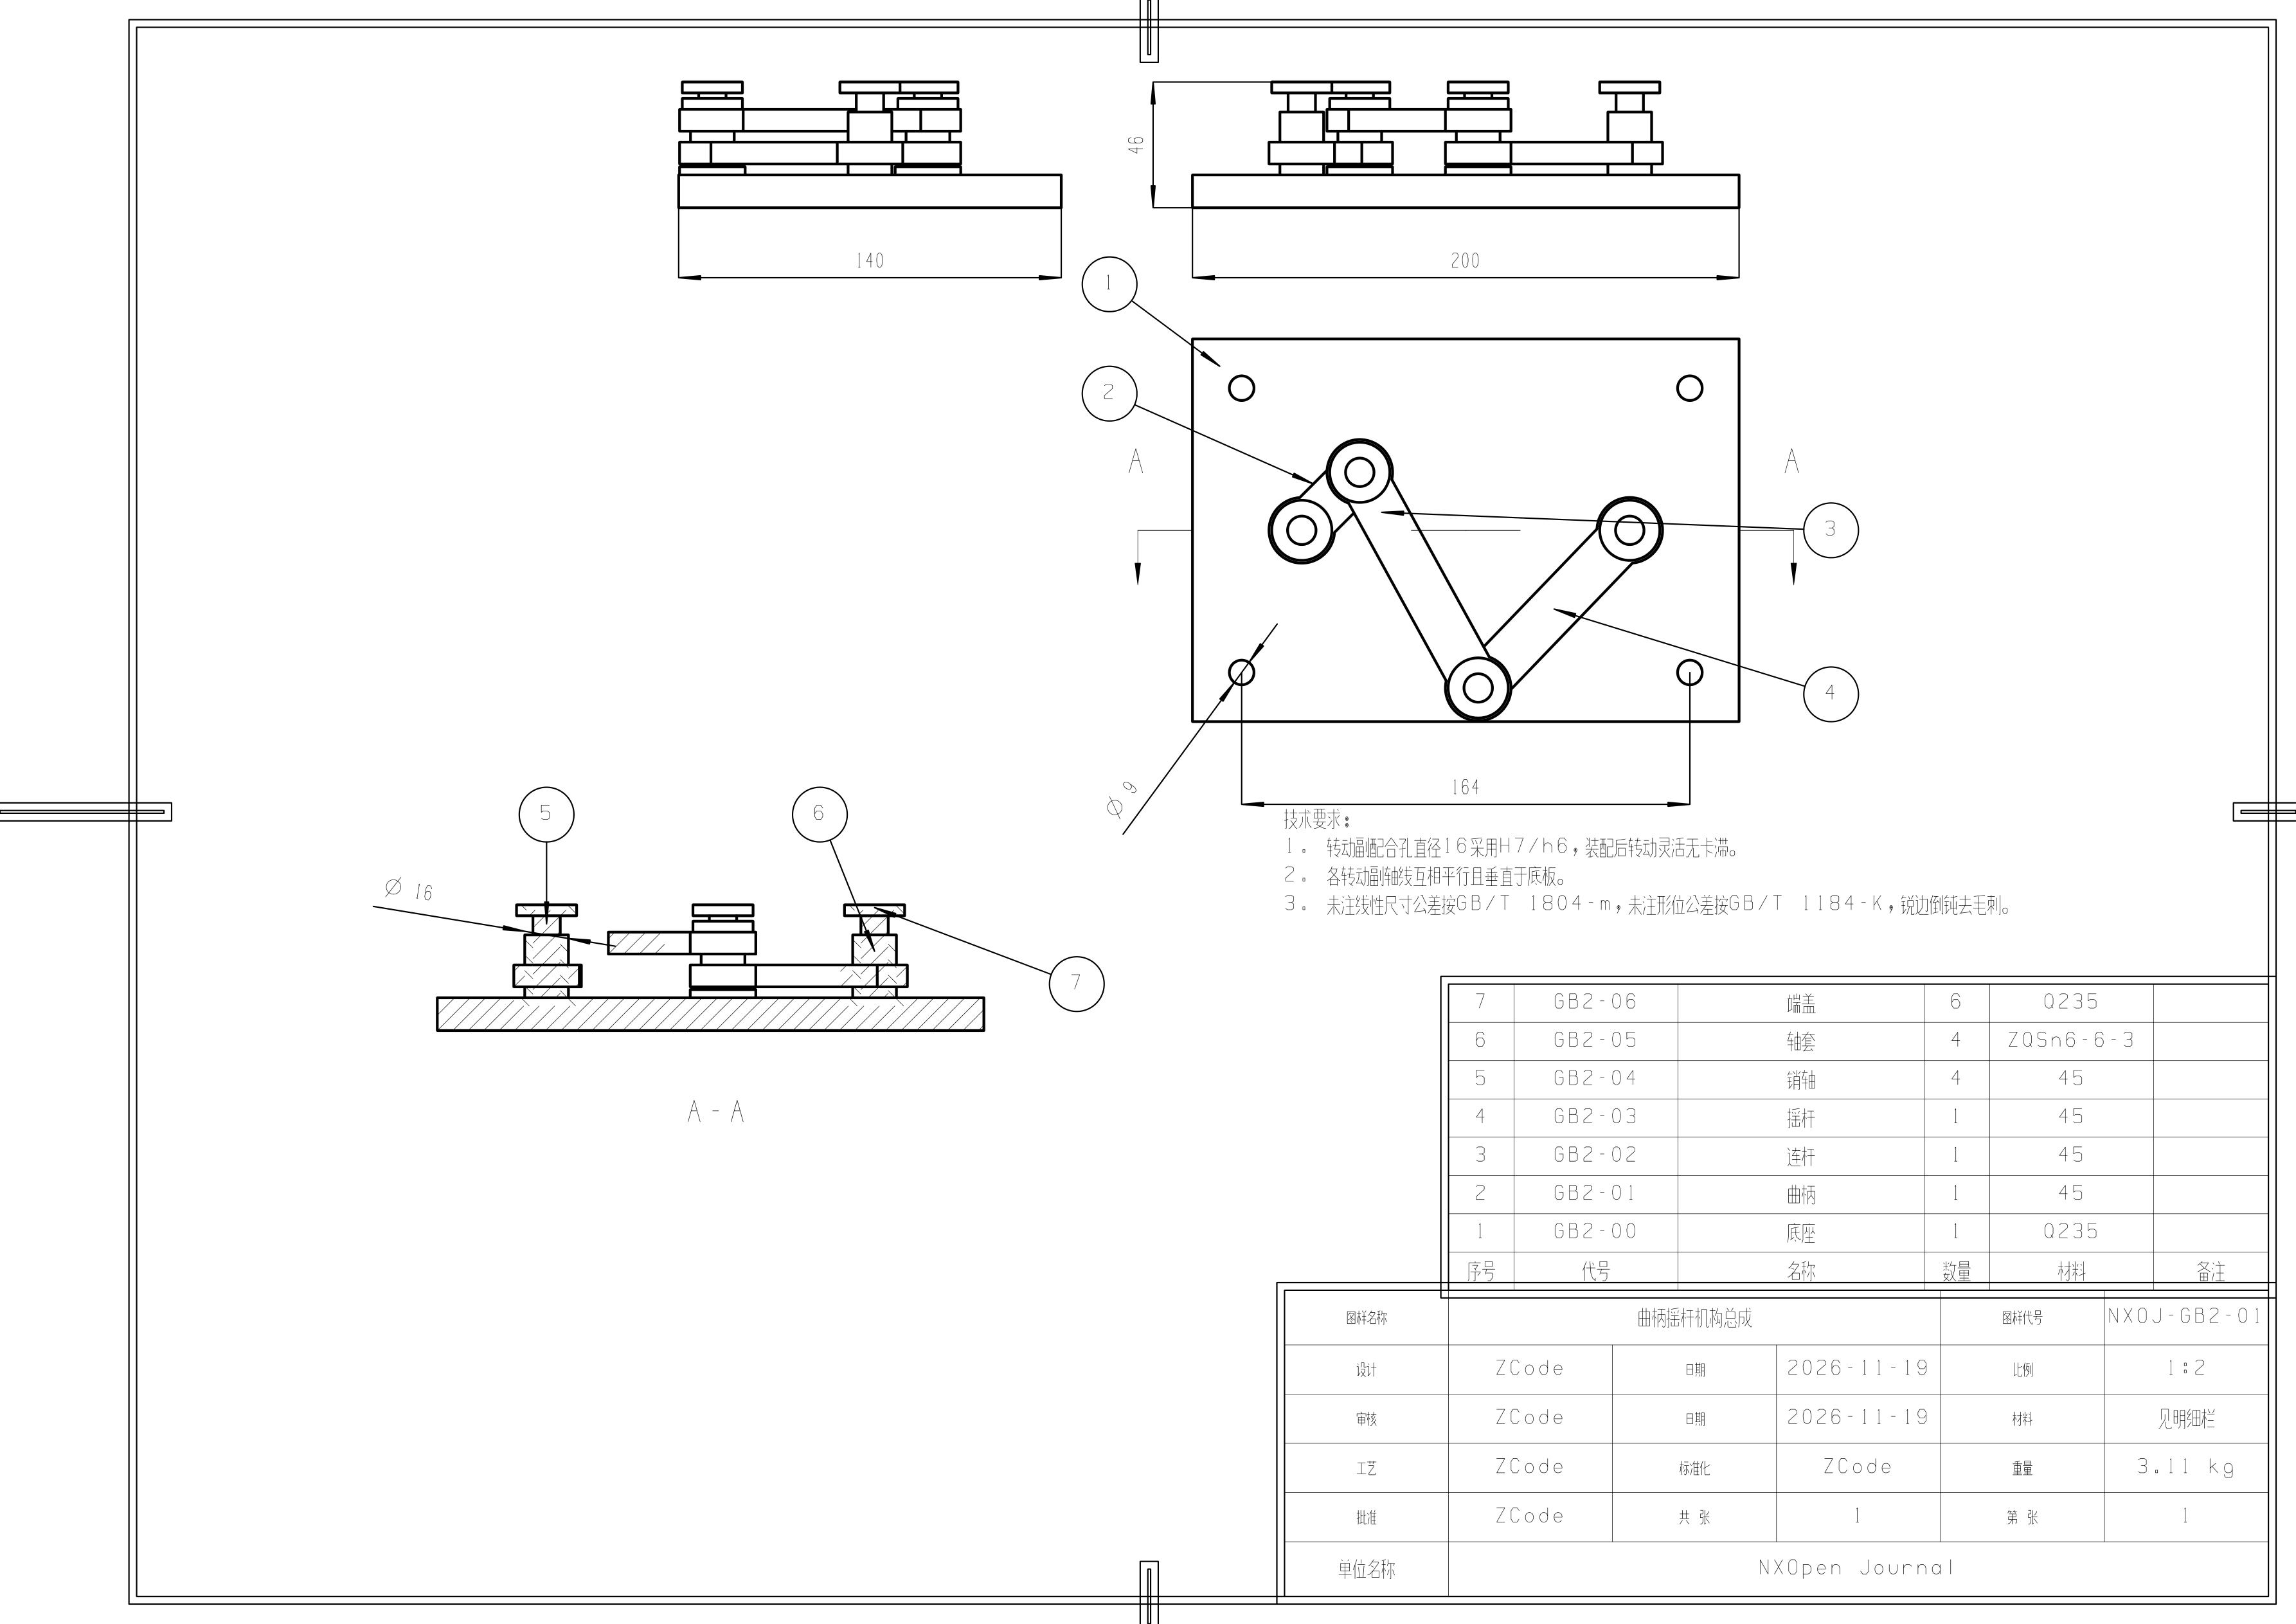 46
140
200
1
2
A
A
3
4
Ø9
164
5
6
Ø16
7
A-A
技术要求：
1。 转动副配合孔直径16采用H7/h6，装配后转动灵活无卡滞。
2。 各转动副轴线互相平行且垂直于底板。
3。 未注线性尺寸公差按GB/T 1804-m，未注形位公差按GB/T 1184-K，锐边倒钝去毛刺。
7 GB2-06 端盖 6 Q235
6 GB2-05 轴套 4 ZQSn6-6-3
5 GB2-04 销轴 4 45
4 GB2-03 摇杆 1 45
3 GB2-02 连杆 1 45
2 GB2-01 曲柄 1 45
1 GB2-00 底座 1 Q235
序号 代号 名称 数量 材料 备注
图样名称 曲柄摇杆机构总成 图样代号 NXOJ-GB2-01
设计 ZCode 日期 2026-11-19 比例 1:2
审核 ZCode 日期 2026-11-19 材料 见明细栏
工艺 ZCode 标准化 ZCode 重量 3.11 kg
批准 ZCode 共 张 1 第 张 1
单位名称 NXOpen Journal